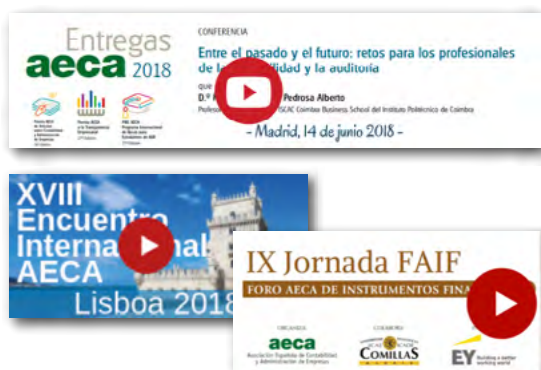 Entregas
aeca 2018
CONFERENCIA
Entre el pasado y el futuro: retos para los profesionales
de la contabilidad y la auditoría
que
Pedrosa Alberto
ISCAC Coimbra Business School del Instituto Politécnico de Coimbra
- Madrid, 14 de junio 2018 -
XVIII
Encuentro
Internacional
AECA
Lisboa 2018
IX Jornada FAIF
FORO AECA DE INSTRUMENTOS
ORGANIZA
COLABORA
aeca
Asociación Española de Contabilidad
y Administración de Empresas
COMILLAS
EY
Building a better
working world